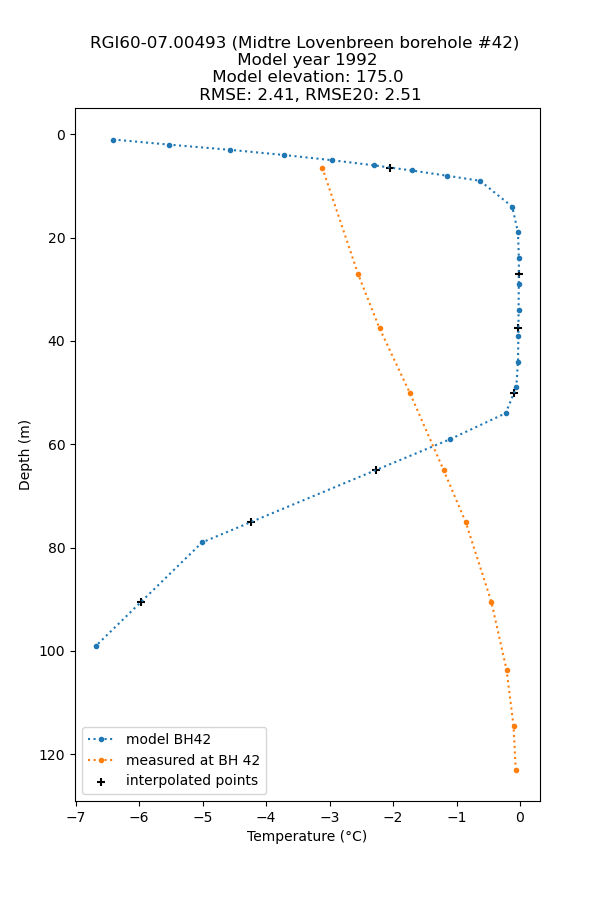 RGI60-07.00493 (Midtre Lovenbreen borehole #42)
Model year 1992
Model elevation: 175.0
RMSE: 2.41, RMSE20: 2.51
0
20
40
60
80
100
120
Depth (m)
model BH42
measured at BH 42
interpolated points
−7 −6 −5 −4 −3 −2 −1 0
Temperature (°C)